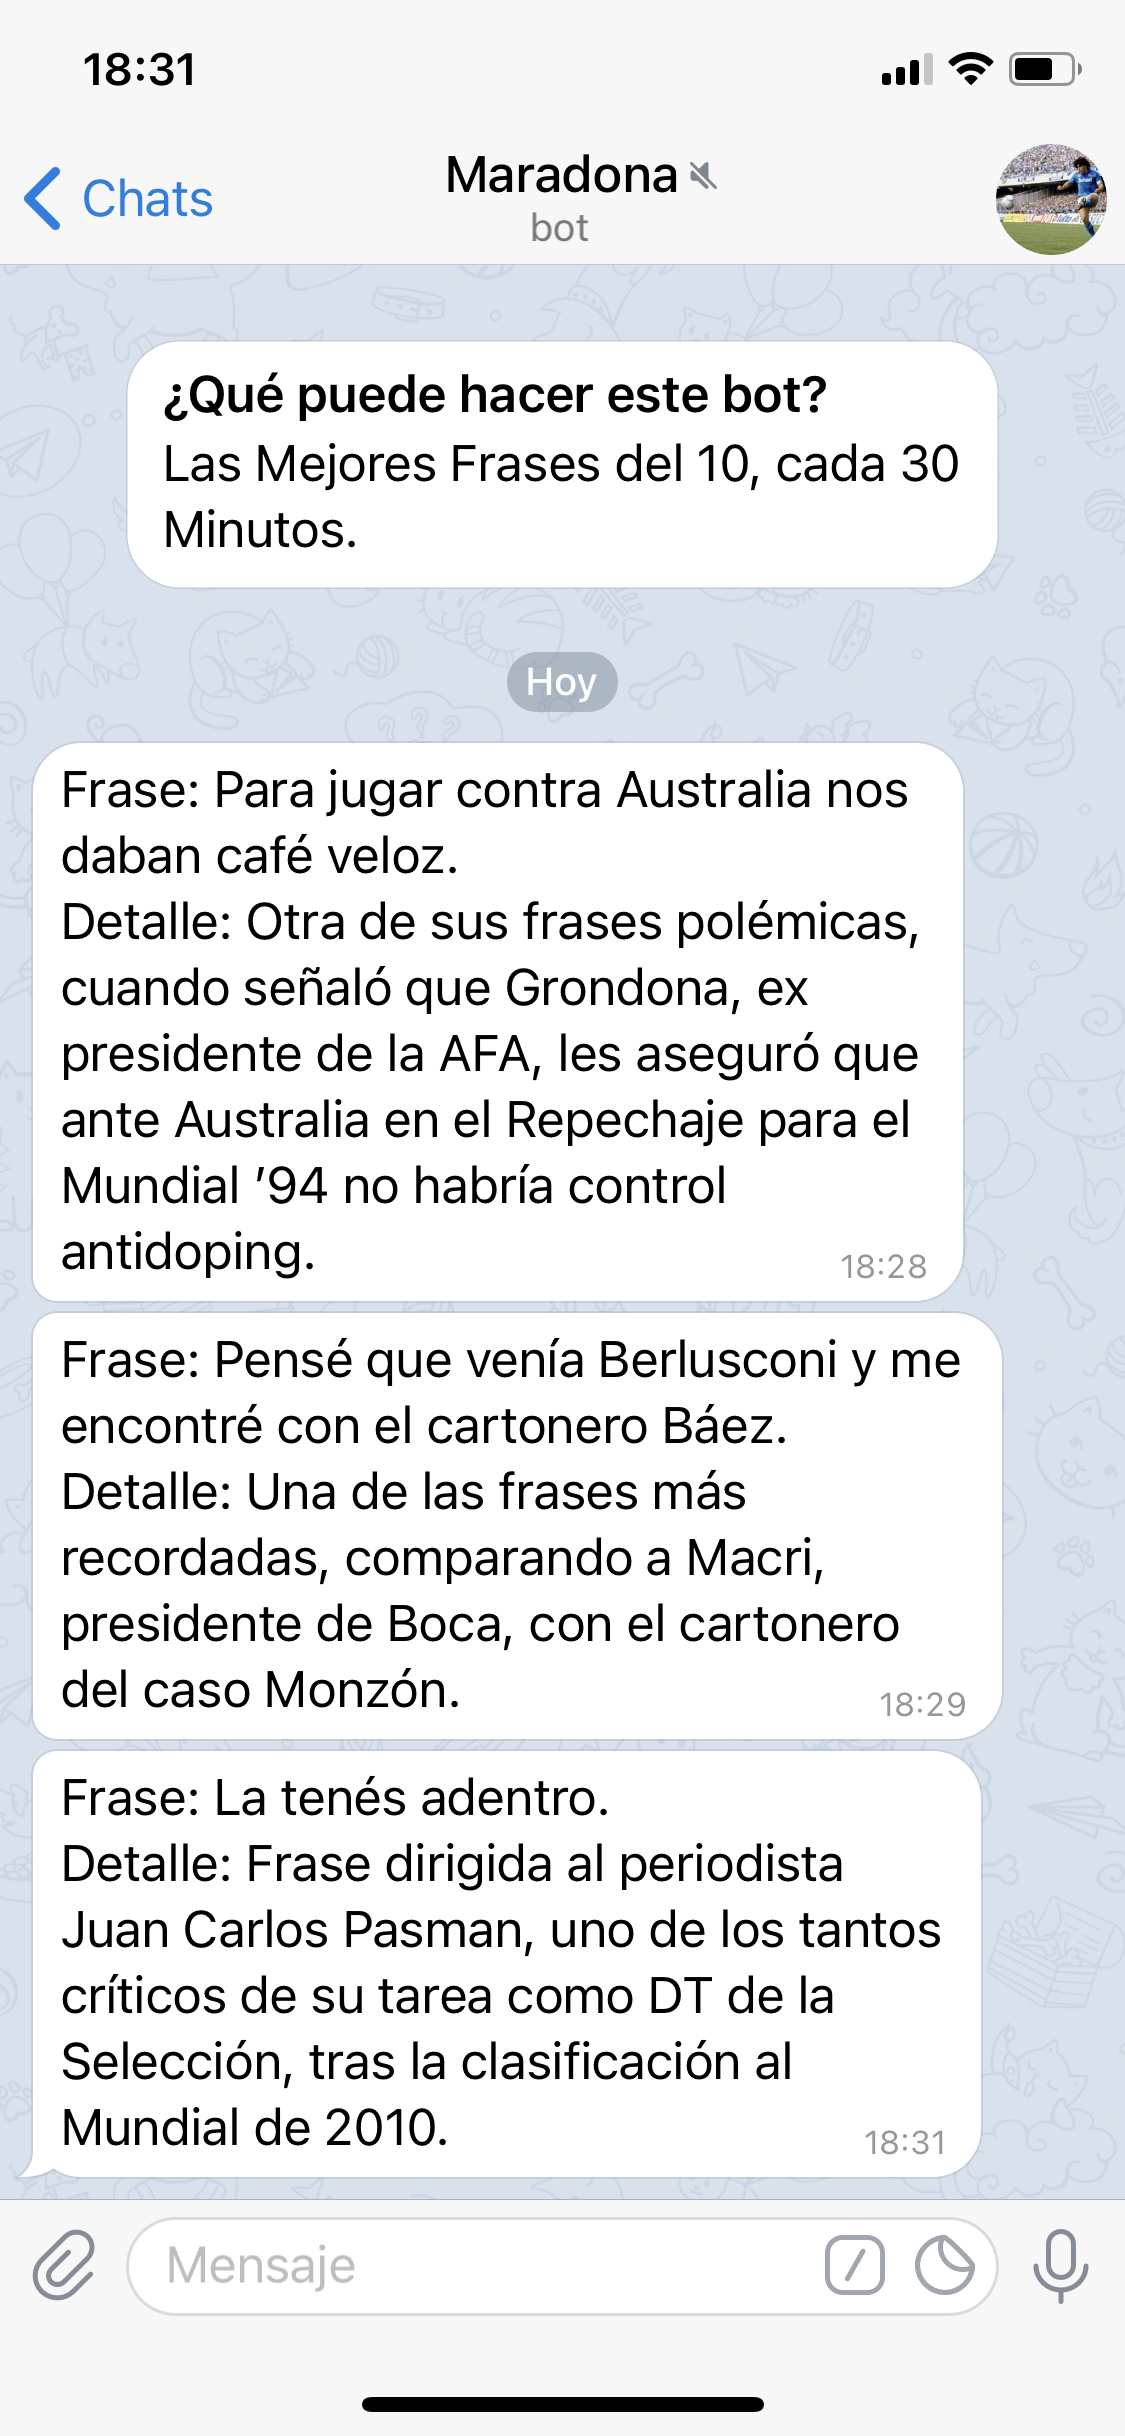 18:31
Chats
Maradona
bot
¿Qué puede hacer este bot?
Las Mejores Frases del 10, cada 30
Minutos.
Hoy
Frase: Para jugar contra Australia nos
daban café veloz.
Detalle: Otra de sus frases polémicas,
cuando señaló que Grondona, ex
presidente de la AFA, les aseguró que
ante Australia en el Repechaje para el
Mundial ’94 no habría control
antidoping.
18:28
Frase: Pensé que venía Berlusconi y me
encontré con el cartonero Báez.
Detalle: Una de las frases más
recordadas, comparando a Macri,
presidente de Boca, con el cartonero
del caso Monzón.
18:29
Frase: La tenés adentro.
Detalle: Frase dirigida al periodista
Juan Carlos Pasman, uno de los tantos
críticos de su tarea como DT de la
Selección, tras la clasificación al
Mundial de 2010.
18:31
Mensaje